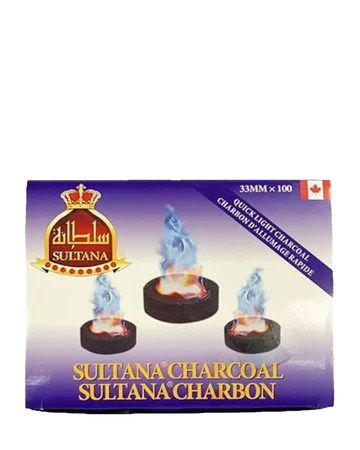 33MM × 100
QUICK LIGHT CHARCOAL
CHARBON D'ALLUMAGE RAPIDE
سلطانة
SULTANA
SULTANA® CHARCOAL
SULTANA® CHARBON